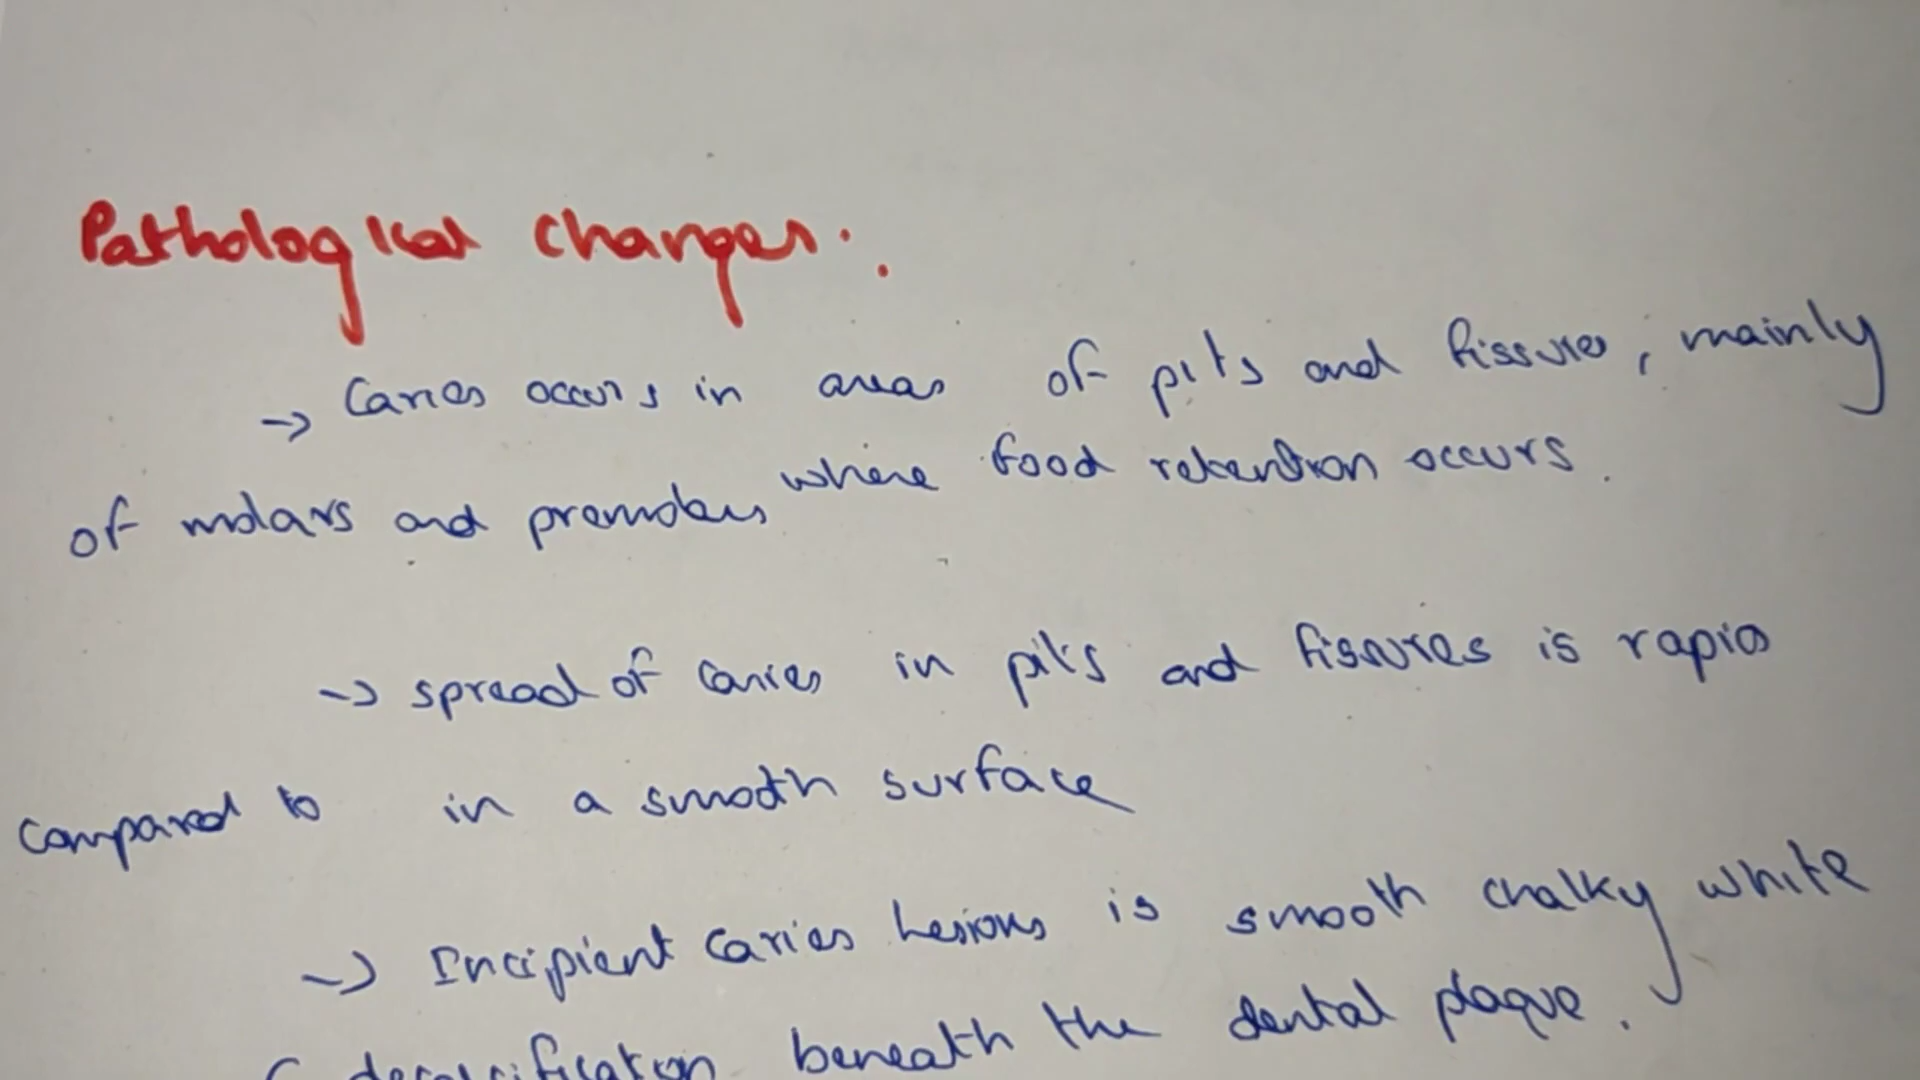 Pathological changes:
→ Caries occurs in areas of pits and fissures, mainly
of molars and premolars where food retention occurs.
→ spread of caries in pits and fissures is rapid
compared to in a smooth surface
→ Incipient caries lesions is smooth chalky white
decalcification beneath the dental plaque.